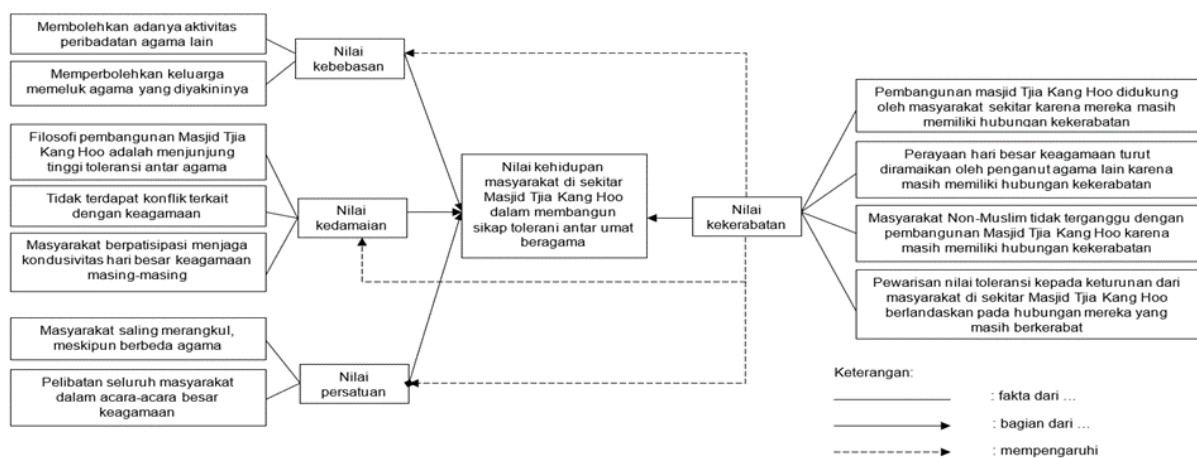 Membolehkan adanya aktivitas
peribadatan agama lain
Memperbolehkan keluarga
memeluk agama yang diyakininya
Nilai
kebebasan
Filosofi pembangunan Masjid Tjia
Kang Hoo adalah menjunjung
tinggi toleransi antar agama
Tidak terdapat konflik terkait
dengan keagamaan
Masyarakat berpatisipasi menjaga
kondusivitas hari besar keagamaan
masing-masing
Nilai
kedamaian
Masyarakat saling merangkul,
meskipun berbeda agama
Pelibatan seluruh masyarakat
dalam acara-acara besar
keagamaan
Nilai
persatuan
Nilai kehidupan
masyarakat di sekitar
Masjid Tjia Kang Hoo
dalam membangun
sikap tolerani antar umat
beragama
Nilai
kekerabatan
Pembangunan masjid Tjia Kang Hoo didukung
oleh masyarakat sekitar karena mereka masih
memiliki hubungan kekerabatan
Perayaan hari besar keagamaan turut
diramaikan oleh penganut agama lain karena
masih memiliki hubungan kekerabatan
Masyarakat Non-Muslim tidak terganggu dengan
pembangunan Masjid Tjia Kang Hoo karena
masih memiliki hubungan kekerabatan
Pewarisan nilai toleransi kepada keturunan dari
masyarakat di sekitar Masjid Tjia Kang Hoo
berlandaskan pada hubungan mereka yang
masih berkerabat
Keterangan:
: fakta dari ...
: bagian dari ...
: mempengaruhi